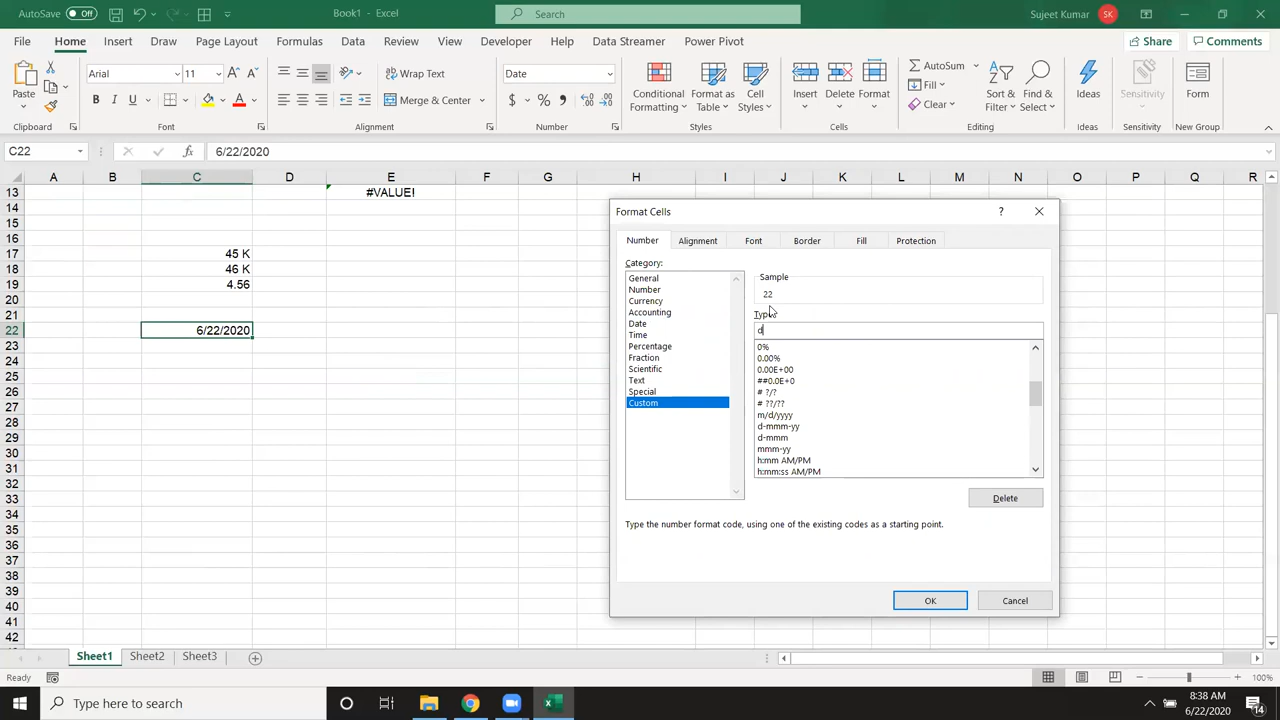 AutoSave Off Book1 - Excel Search Sujeet Kumar SK
File Home Insert Draw Page Layout Formulas Data Review View Developer Help Data Streamer Power Pivot Share Comments
Paste Arial 11 Wrap Text Date Conditional Formatting Format as Table Cell Styles Insert Delete Format AutoSum Fill Clear Sort & Filter Find & Select Ideas Sensitivity Form
B I U Merge & Center $ %
Clipboard Font Alignment Number Styles Cells Editing Ideas Sensitivity New Group
C22 fx 6/22/2020
A B C D E F G H I J K L M N O P Q R
13 #VALUE!
14
15
16
17 45 K
18 46 K
19 4.56
20
21
22 6/22/2020
23
24
25
26
27
28
29
30
31
32
33
34
35
36
37
38
39
40
41
42
Format Cells ?
Number Alignment Font Border Fill Protection
Category:
General
Number
Currency
Accounting
Date
Time
Percentage
Fraction
Scientific
Text
Special
Custom
Sample
22
Type:
d
0%
0.00%
0.00E+00
##0.0E+0
# ?/?
# ??/??
m/d/yyyy
d-mmm-yy
d-mmm
mmm-yy
h:mm AM/PM
h:mm:ss AM/PM
Delete
Type the number format code, using one of the existing codes as a starting point.
OK Cancel
Sheet1 Sheet2 Sheet3
Ready 100%
Type here to search 8:38 AM
6/22/2020 14